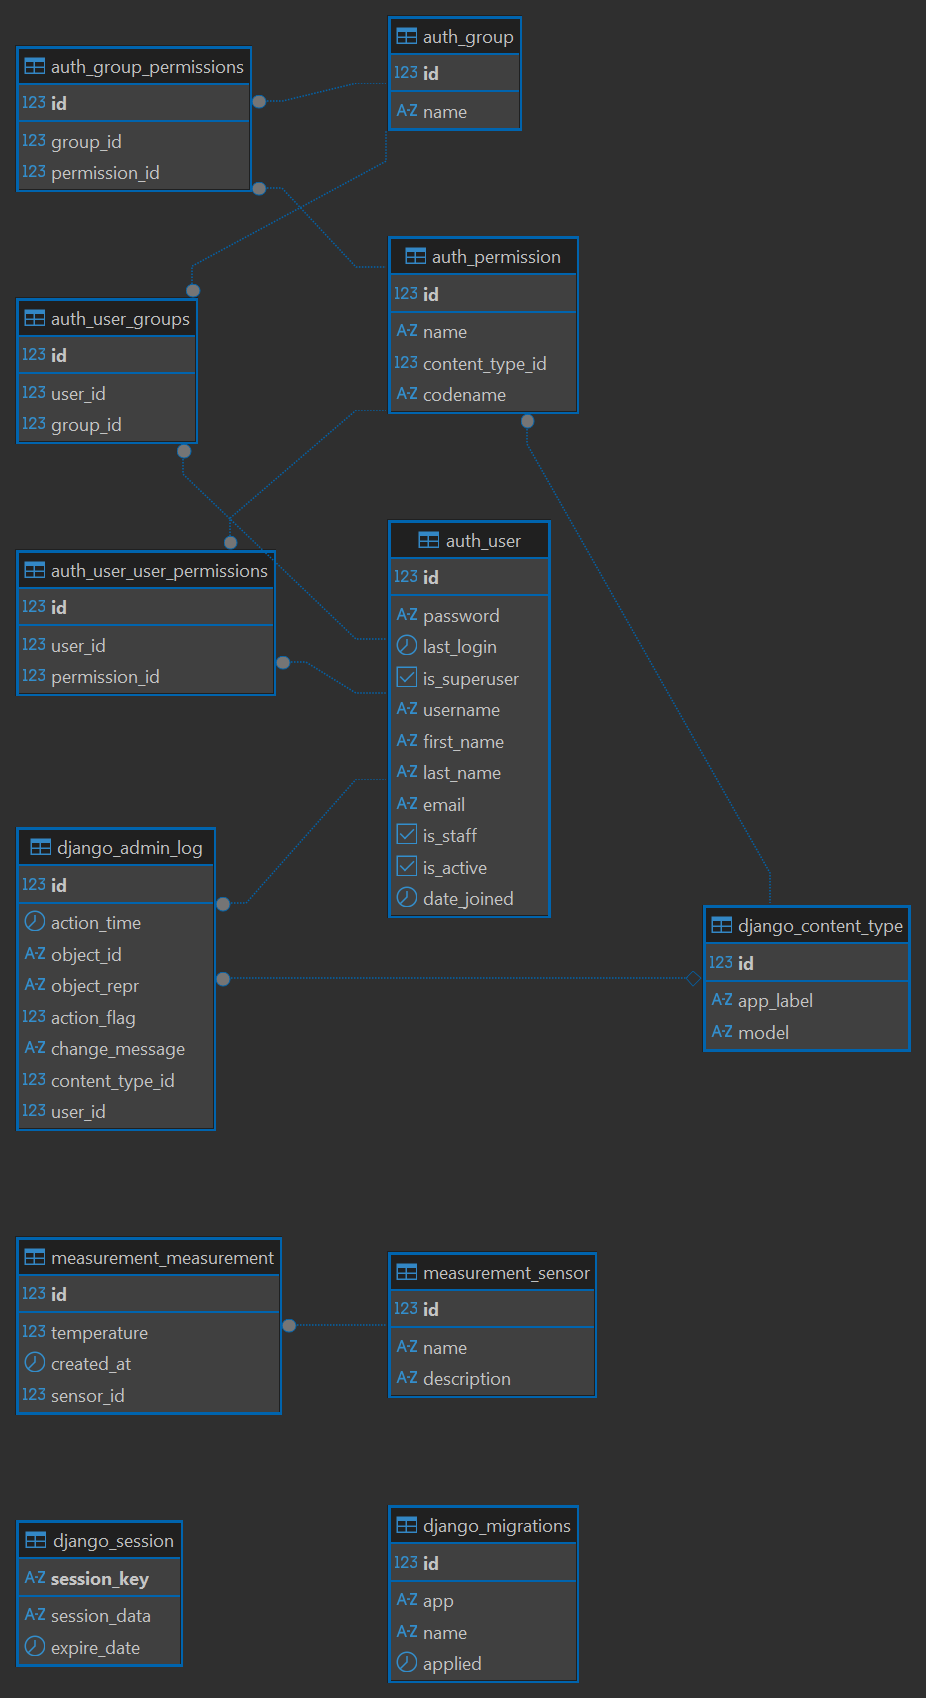 auth_group
123 id
A-Z name
auth_group_permissions
123 id
123 group_id
123 permission_id
auth_permission
123 id
A-Z name
123 content_type_id
A-Z codename
auth_user_groups
123 id
123 user_id
123 group_id
auth_user
123 id
A-Z password
last_login
is_superuser
A-Z username
A-Z first_name
A-Z last_name
A-Z email
is_staff
is_active
date_joined
auth_user_user_permissions
123 id
123 user_id
123 permission_id
django_admin_log
123 id
action_time
A-Z object_id
A-Z object_repr
123 action_flag
A-Z change_message
123 content_type_id
123 user_id
django_content_type
123 id
A-Z app_label
A-Z model
measurement_measurement
123 id
123 temperature
created_at
123 sensor_id
measurement_sensor
123 id
A-Z name
A-Z description
django_session
A-Z session_key
A-Z session_data
expire_date
django_migrations
123 id
A-Z app
A-Z name
applied